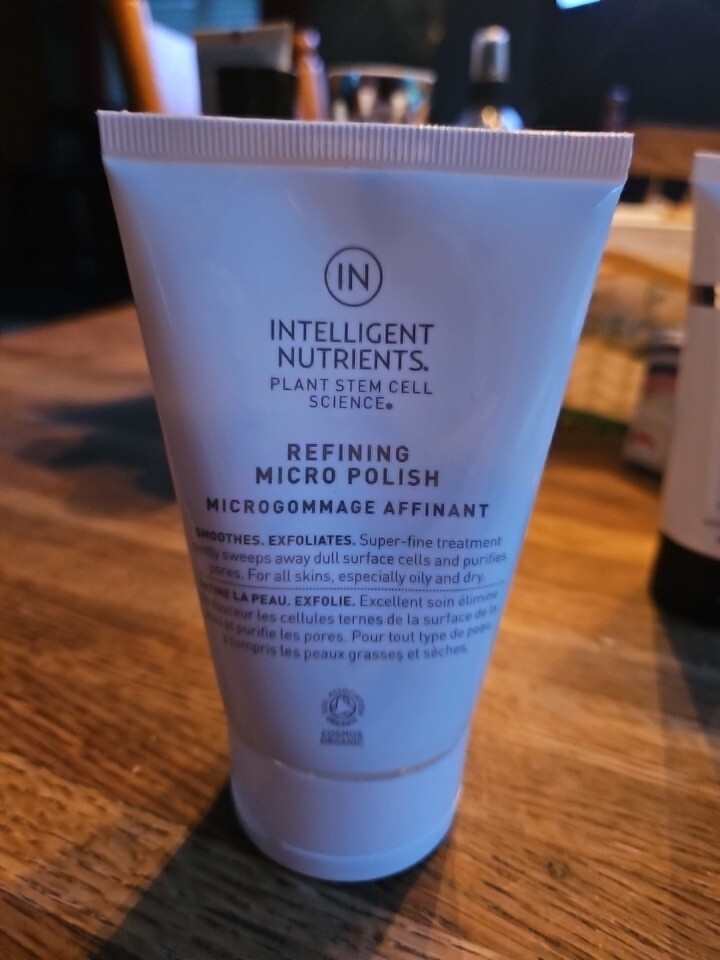 IN
INTELLIGENT
NUTRIENTS.
PLANT STEM CELL
SCIENCE®
REFINING
MICRO POLISH
MICROGOMMAGE AFFINANT
SMOOTHES. EXFOLIATES. Super-fine treatment
sweeps away dull surface cells and purifies
pores. For all skins, especially oily and dry.
LA PEAU. EXFOLIE. Excellent soin élimine
douceur les cellules ternes de la surface de la
et purifie les pores. Pour tout type de peau,
y compris les peaux grasses et sèches.
COSMOS
ORGANIC